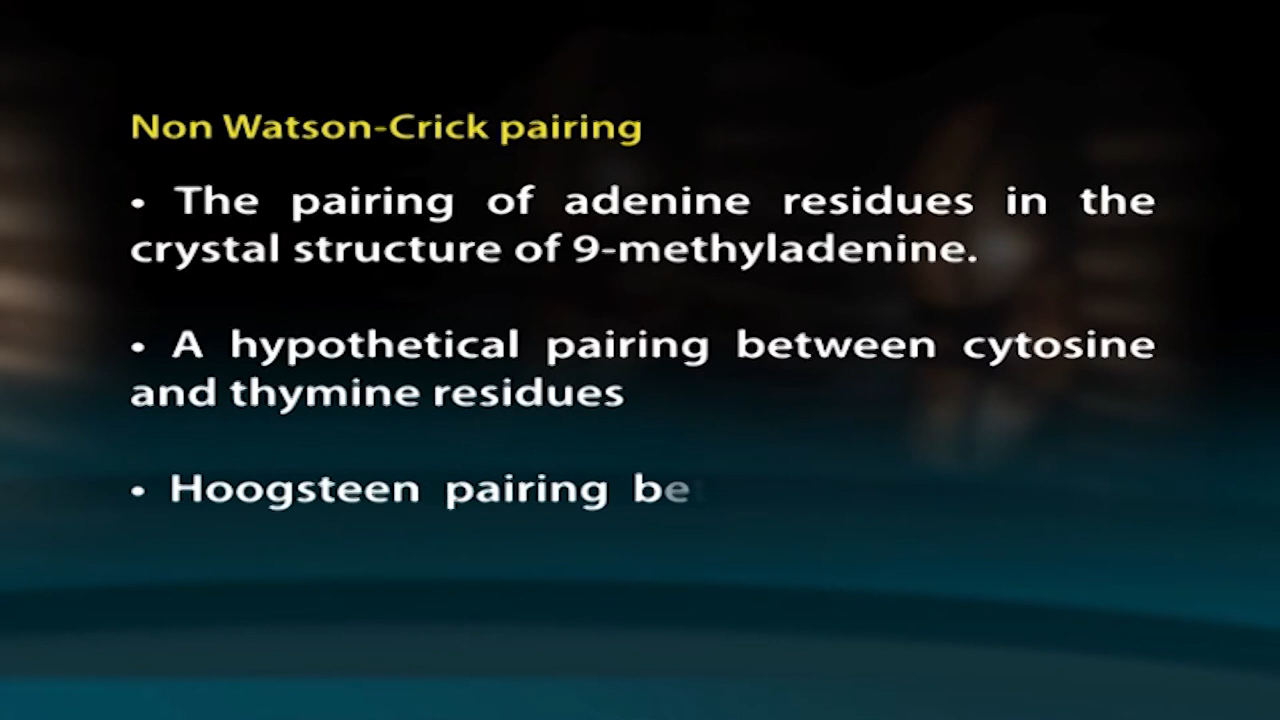 Non Watson-Crick pairing
• The pairing of adenine residues in the
crystal structure of 9-methyladenine.
• A hypothetical pairing between cytosine
and thymine residues
• Hoogsteen pairing be